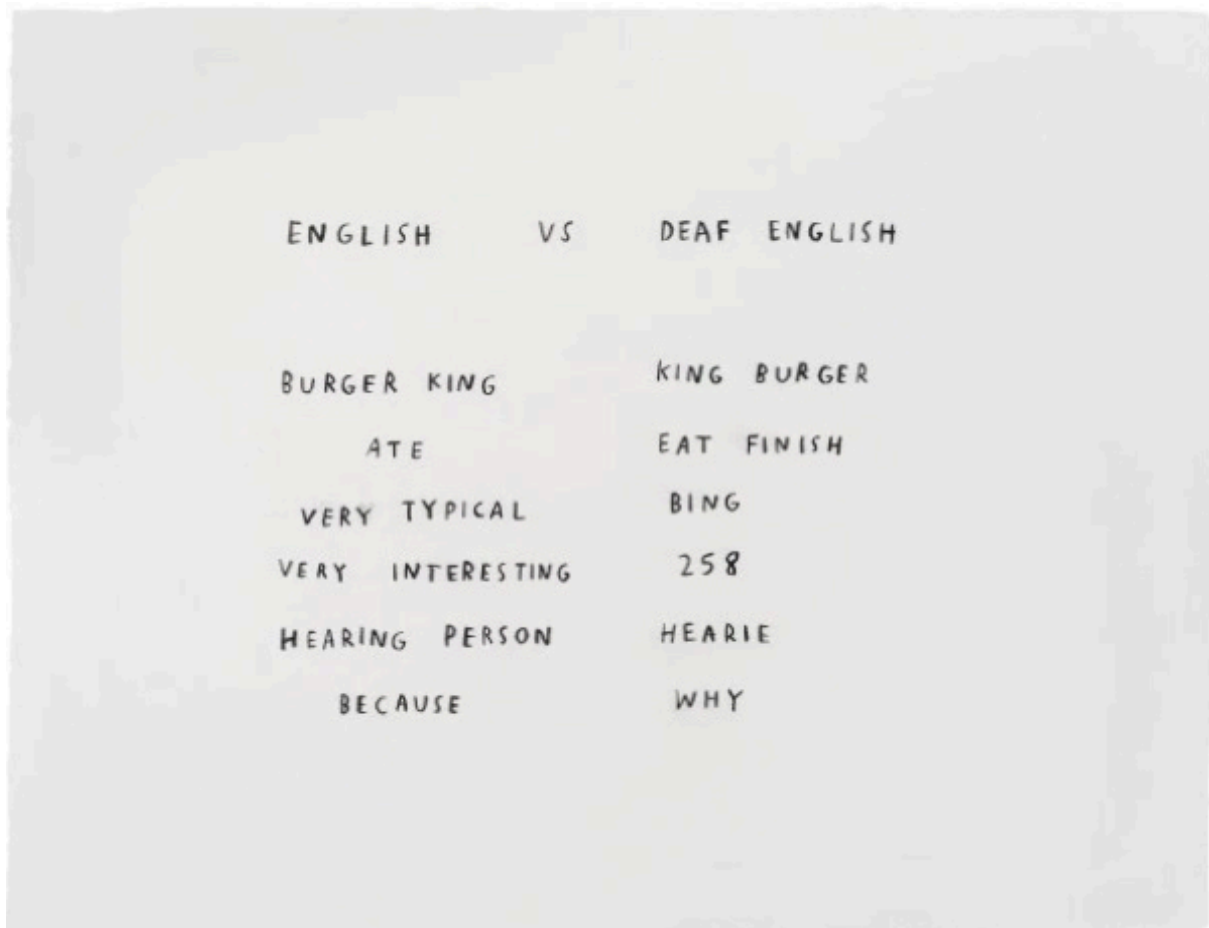 ENGLISH VS DEAF ENGLISH
BURGER KING KING BURGER
ATE EAT FINISH
VERY TYPICAL BING
VERY INTERESTING 258
HEARING PERSON HEARIE
BECAUSE WHY